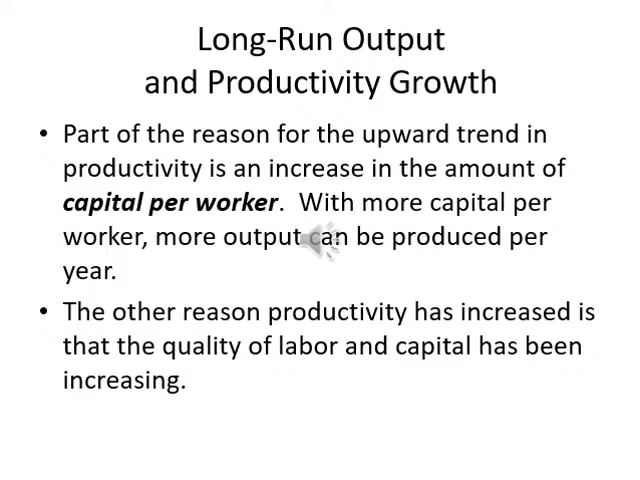 Long-Run Output
and Productivity Growth
• Part of the reason for the upward trend in
productivity is an increase in the amount of
capital per worker.  With more capital per
worker, more output can be produced per
year.
• The other reason productivity has increased is
that the quality of labor and capital has been
increasing.